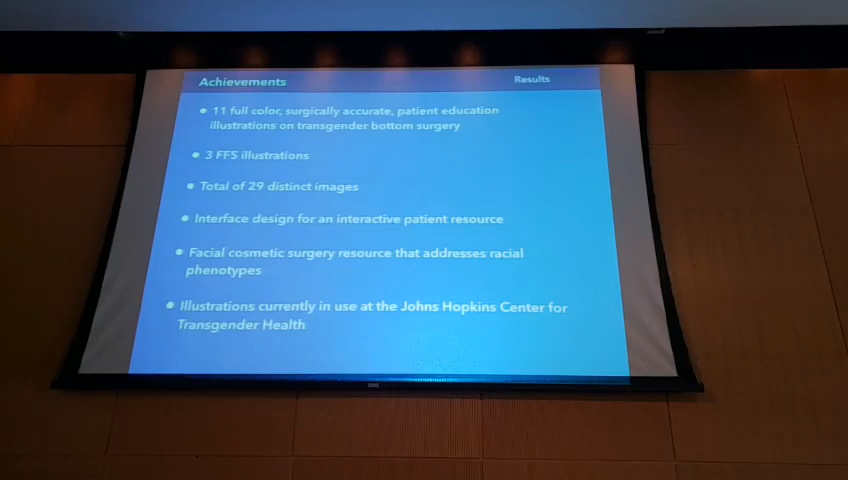 Achievements
Results
11 full color, surgically accurate, patient education
illustrations on transgender bottom surgery
3 FFS illustrations
Total of 29 distinct images
Interface design for an interactive patient resource
Facial cosmetic surgery resource that addresses racial
phenotypes
Illustrations currently in use at the Johns Hopkins Center for
Transgender Health